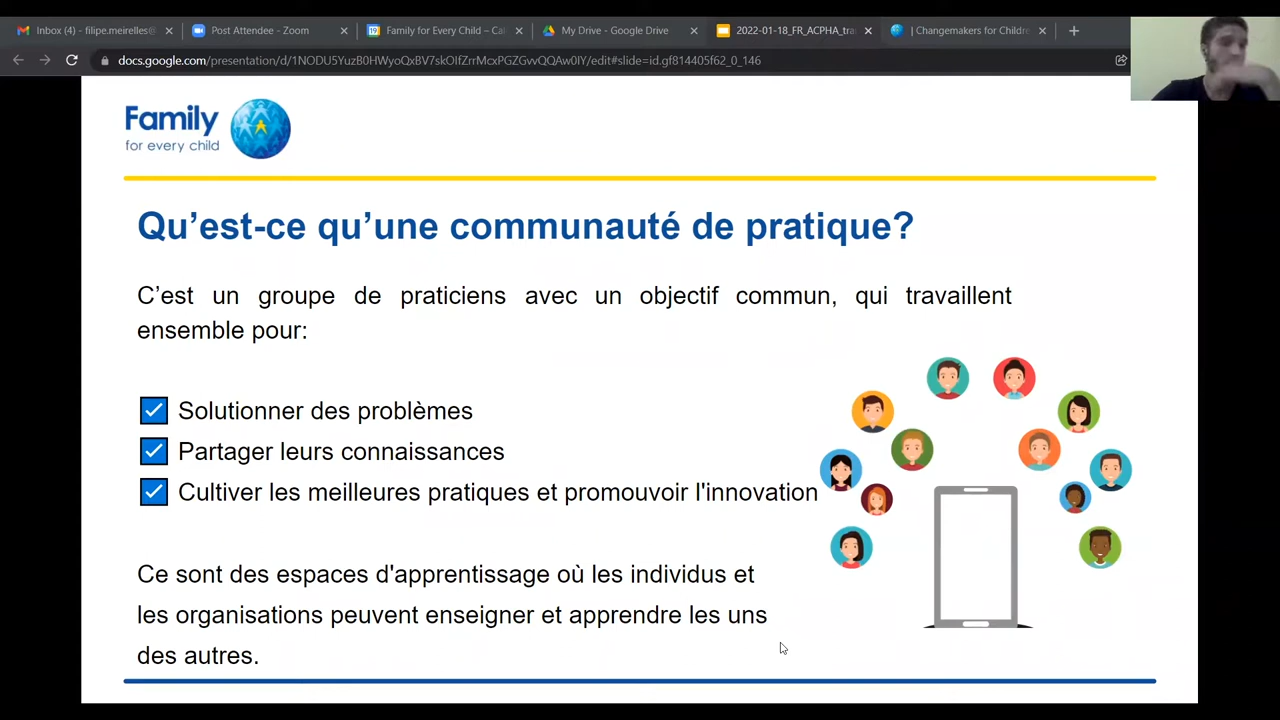 Inbox (4) - filipe.meirelles@
Post Attendee - Zoom
Family for Every Child – Cal
My Drive - Google Drive
2022-01-18_FR_ACPHA_tra
| Changemakers for Childre
docs.google.com/presentation/d/1NODU5YuzB0HWyoQxBV7skOIfZrrMcxPGZGvvQQAw0IY/edit#slide=id.gf814405f62_0_146
Family
for every child
Qu’est-ce qu’une communauté de pratique?
C’est un groupe de praticiens avec un objectif commun, qui travaillent
ensemble pour:
Solutionner des problèmes
Partager leurs connaissances
Cultiver les meilleures pratiques et promouvoir l'innovation
Ce sont des espaces d'apprentissage où les individus et
les organisations peuvent enseigner et apprendre les uns
des autres.